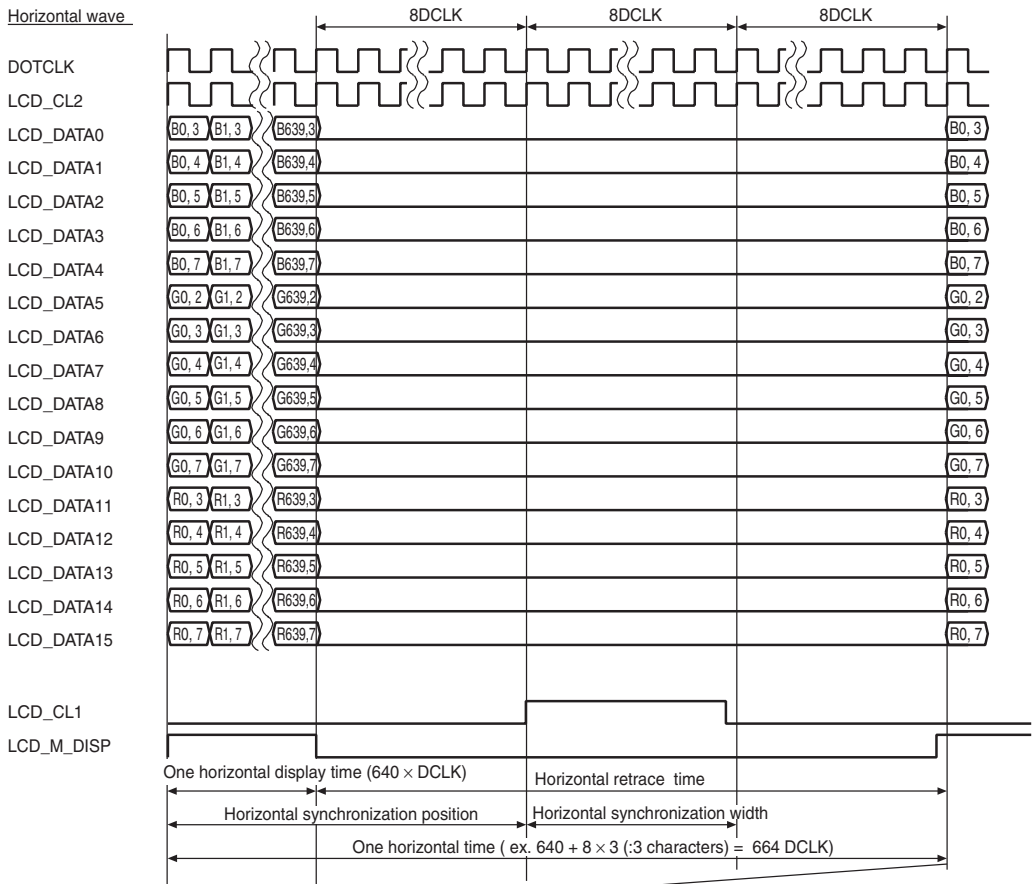 Horizontal wave
8DCLK 8DCLK 8DCLK
DOTCLK
LCD_CL2
LCD_DATA0 B0, 3 B1, 3 B639,3 B0, 3
LCD_DATA1 B0, 4 B1, 4 B639,4 B0, 4
LCD_DATA2 B0, 5 B1, 5 B639,5 B0, 5
LCD_DATA3 B0, 6 B1, 6 B639,6 B0, 6
LCD_DATA4 B0, 7 B1, 7 B639,7 B0, 7
LCD_DATA5 G0, 2 G1, 2 G639,2 G0, 2
LCD_DATA6 G0, 3 G1, 3 G639,3 G0, 3
LCD_DATA7 G0, 4 G1, 4 G639,4 G0, 4
LCD_DATA8 G0, 5 G1, 5 G639,5 G0, 5
LCD_DATA9 G0, 6 G1, 6 G639,6 G0, 6
LCD_DATA10 G0, 7 G1, 7 G639,7 G0, 7
LCD_DATA11 R0, 3 R1, 3 R639,3 R0, 3
LCD_DATA12 R0, 4 R1, 4 R639,4 R0, 4
LCD_DATA13 R0, 5 R1, 5 R639,5 R0, 5
LCD_DATA14 R0, 6 R1, 6 R639,6 R0, 6
LCD_DATA15 R0, 7 R1, 7 R639,7 R0, 7
LCD_CL1
LCD_M_DISP
One horizontal display time (640 × DCLK) Horizontal retrace time
Horizontal synchronization position Horizontal synchronization width
One horizontal time ( ex. 640 + 8 × 3 (:3 characters) = 664 DCLK)